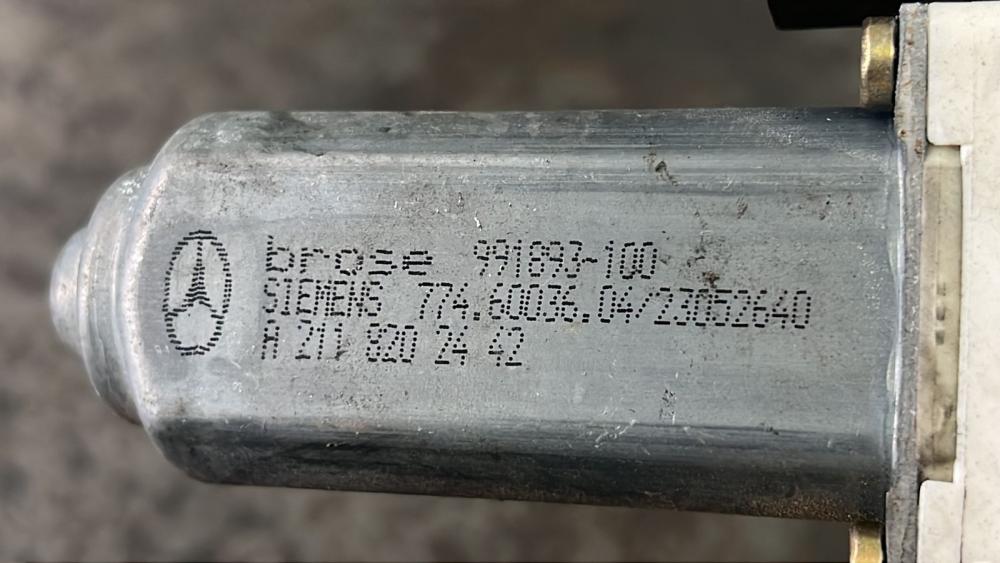 brose 991893-100
SIEMENS 774.60036.04/23052640
A 211 820 24 42